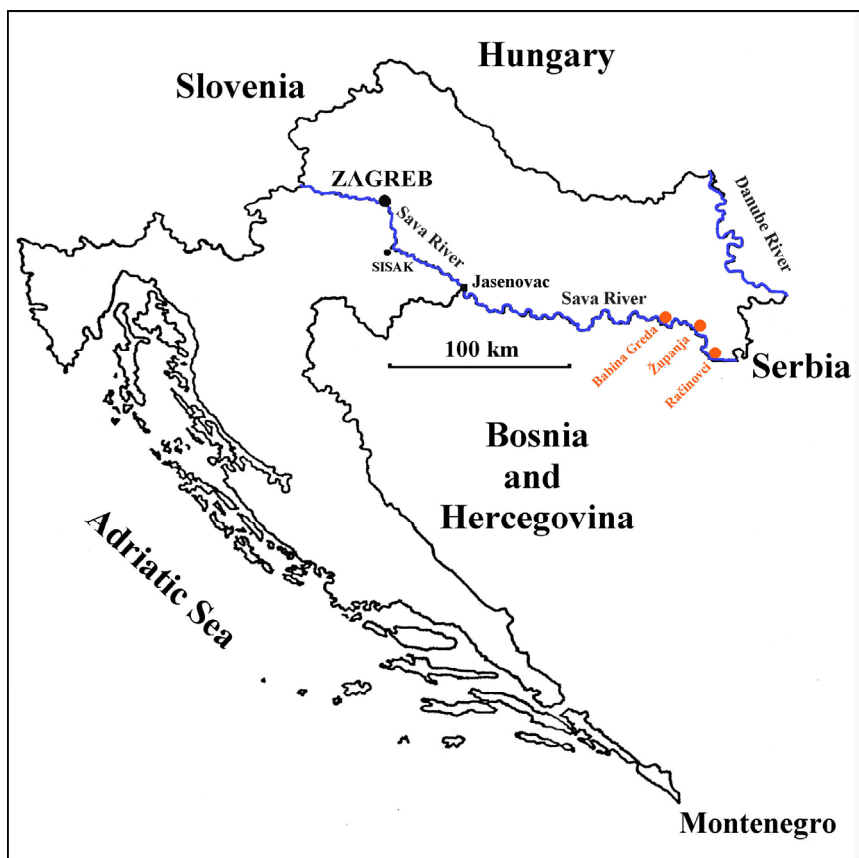 Hungary
Slovenia
ZAGREB
Sava River
SISAK
Jasenovac
Danube River
Sava River
Babina Greda
Županja
Račinovci
100 km
Serbia
Bosnia
and
Hercegovina
Adriatic Sea
Montenegro